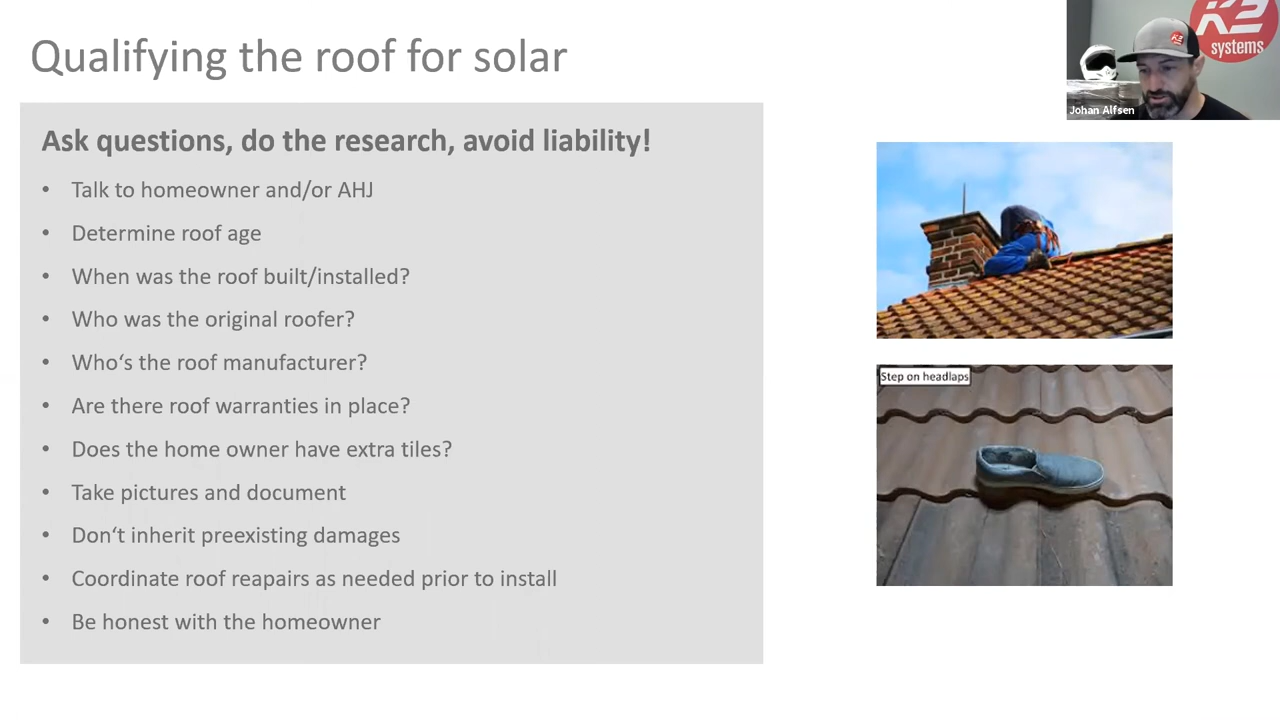 Qualifying the roof for solar
K2
systems
Johan Alfsen
Ask questions, do the research, avoid liability!
• Talk to homeowner and/or AHJ
• Determine roof age
• When was the roof built/installed?
• Who was the original roofer?
• Who‘s the roof manufacturer?
• Are there roof warranties in place?
• Does the home owner have extra tiles?
• Take pictures and document
• Don‘t inherit preexisting damages
• Coordinate roof reapairs as needed prior to install
• Be honest with the homeowner
Step on headlaps